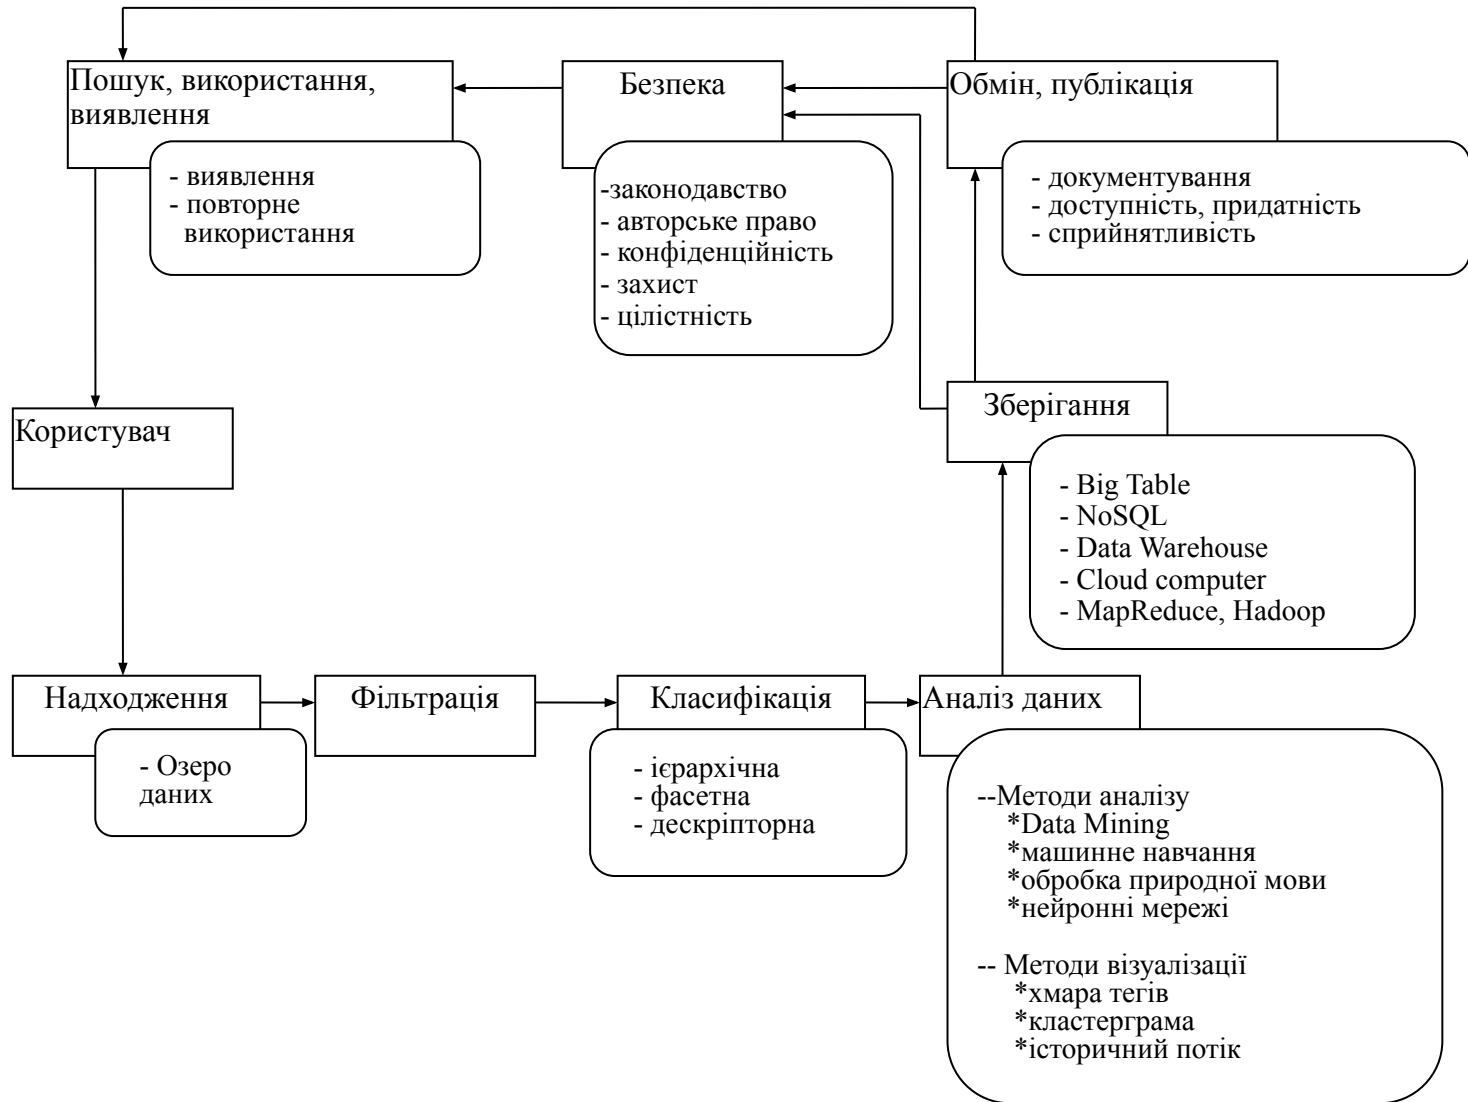 Пошук, використання,
виявлення
- виявлення
- повторне
використання
Безпека
-законодавство
- авторське право
- конфіденційність
- захист
- цілістність
Обмін, публікація
- документування
- доступність, придатність
- сприйнятливість
Користувач
Зберігання
- Big Table
- NoSQL
- Data Warehouse
- Cloud computer
- MapReduce, Hadoop
Надходження
- Озеро
даних
Фільтрація
Класифікація
- ієрархічна
- фасетна
- дескріпторна
Аналіз даних
--Методи аналізу
*Data Mining
*машинне навчання
*обробка природної мови
*нейронні мережі
-- Методи візуалізації
*хмара тегів
*кластерграма
*історичний потік